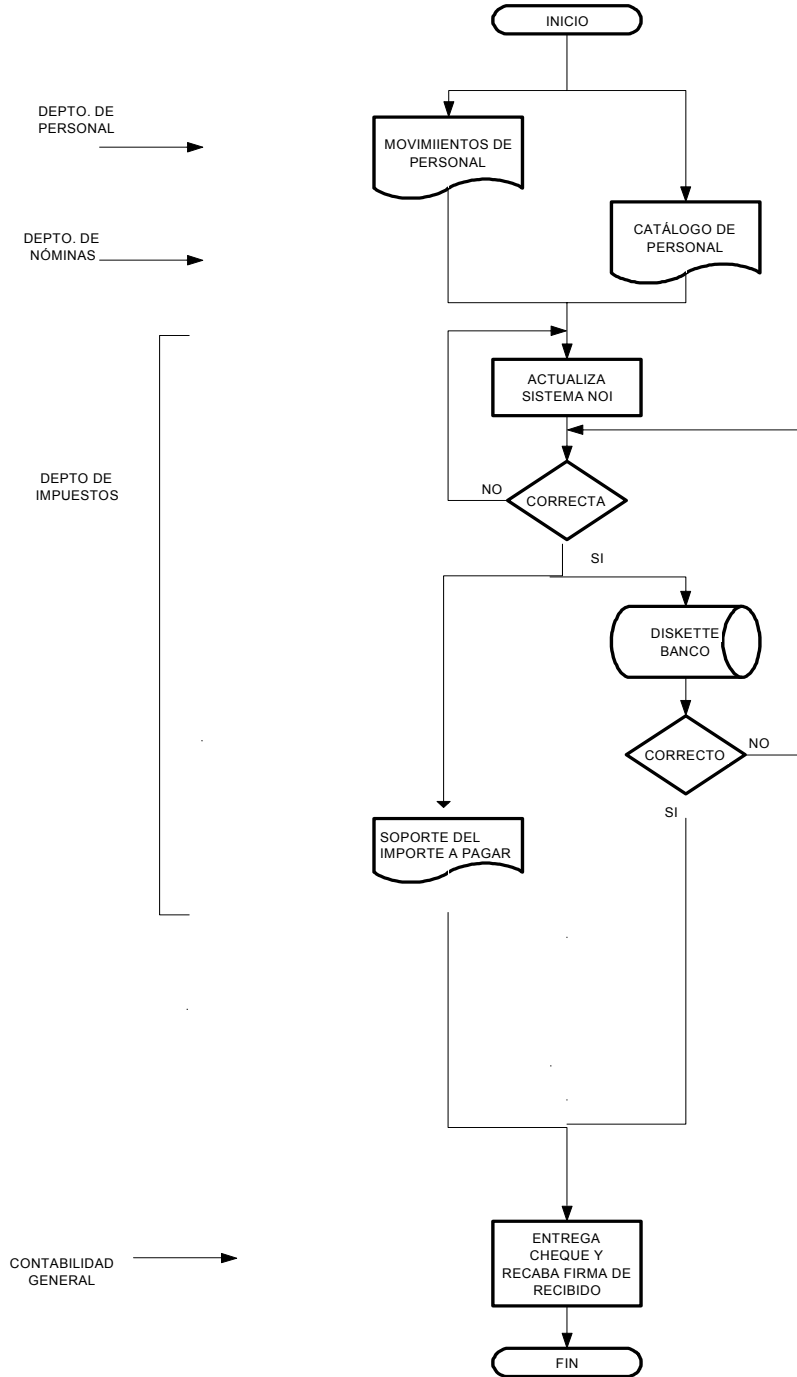 INICIO
DEPTO. DE
PERSONAL
MOVIMIIENTOS DE
PERSONAL
DEPTO. DE
NÓMINAS
CATÁLOGO DE
PERSONAL
ACTUALIZA
SISTEMA NOI
DEPTO DE
IMPUESTOS
NO
CORRECTA
SI
DISKETTE
BANCO
CORRECTO
NO
SI
SOPORTE DEL
IMPORTE A PAGAR
CONTABILIDAD
GENERAL
ENTREGA
CHEQUE Y
RECABA FIRMA DE
RECIBIDO
FIN